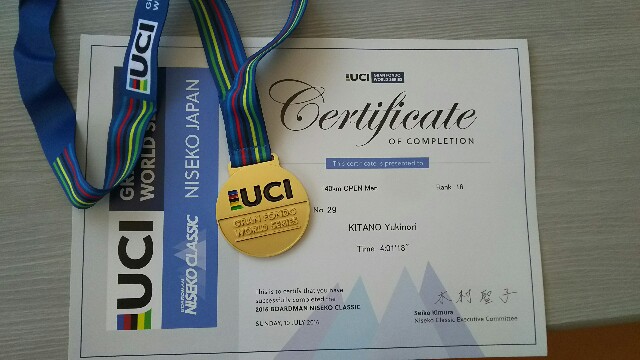 UCI
UCI GRAN FONDO
WORLD SERIES
Certificate
OF COMPLETION
This certificate is presented to
40km OPEN Men Rank 18
No. 29
KITANO Yukinori
Time 4:01'18"
This is to certify that you have
successfully completed the
2016 BOARDMAN NISEKO CLASSIC
SUNDAY, 10 JULY 2016
木村聖子
Seiko Kimura
Niseko Classic Executive Committee
UCI
GRAN FONDO
WORLD
NISEKO JAPAN
NISEKO CLASSIC
UCI
GRAN FONDO
WORLD SERIES